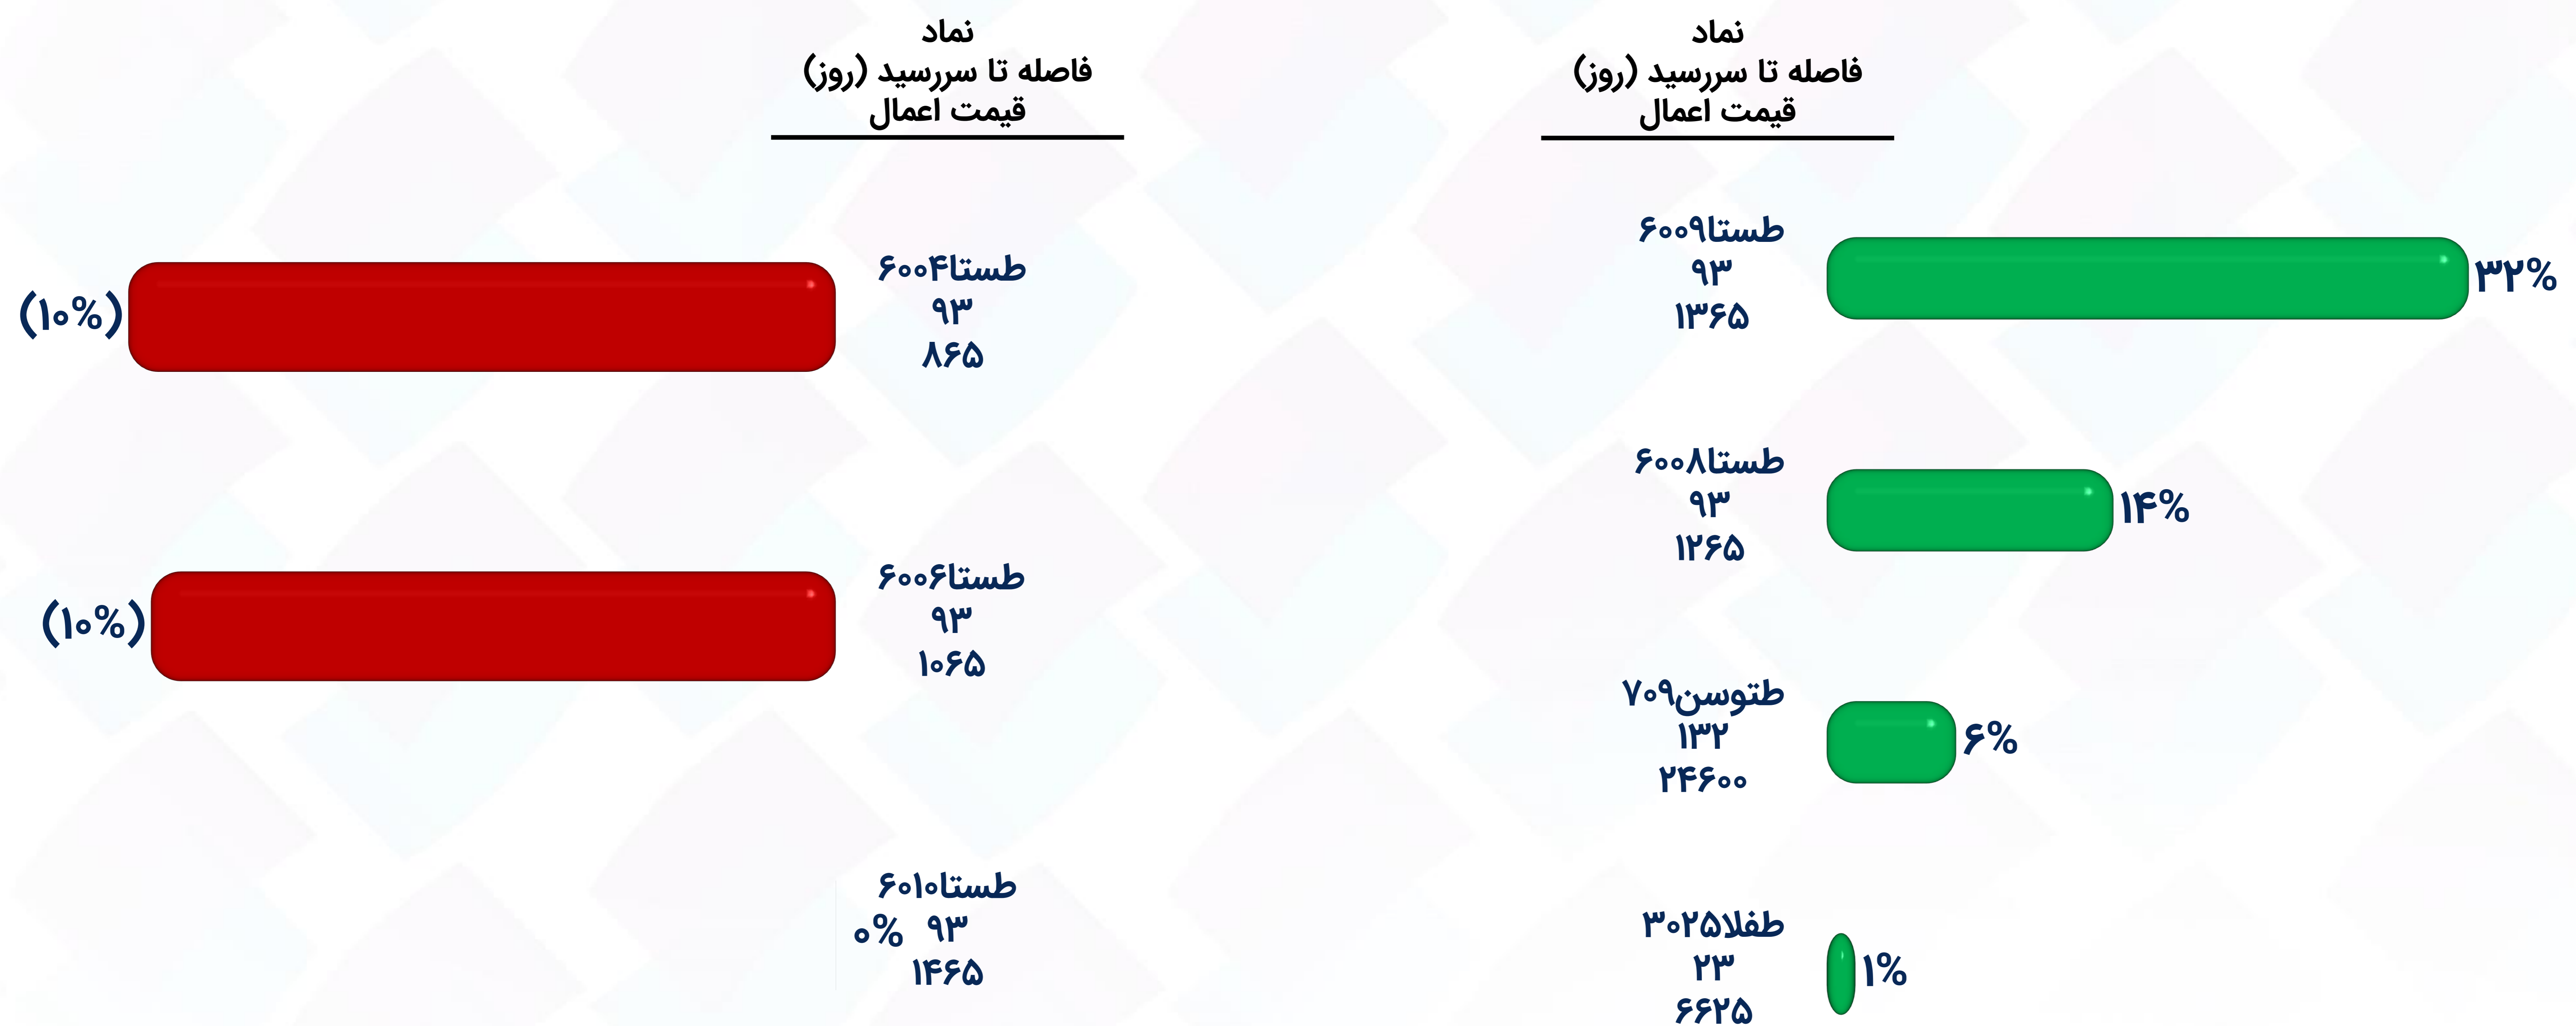 نماد
فاصله تا سررسید (روز)
قیمت اعمال
طستا۶۰۰۹
۹۳
۱۳۶۵
۳۲%
طستا۶۰۰۸
۹۳
۱۲۶۵
۱۴%
طتوسن۷۰۹
۱۳۲
۲۴۶۰۰
۶%
طفلا۳۰۲۵
۲۳
۶۶۲۵
۱%
نماد
فاصله تا سررسید (روز)
قیمت اعمال
طستا۶۰۰۴
۹۳
۸۶۵
(۱۰%)
طستا۶۰۰۶
۹۳
۱۰۶۵
(۱۰%)
طستا۶۰۱۰
۹۳
۱۴۶۵
۰%